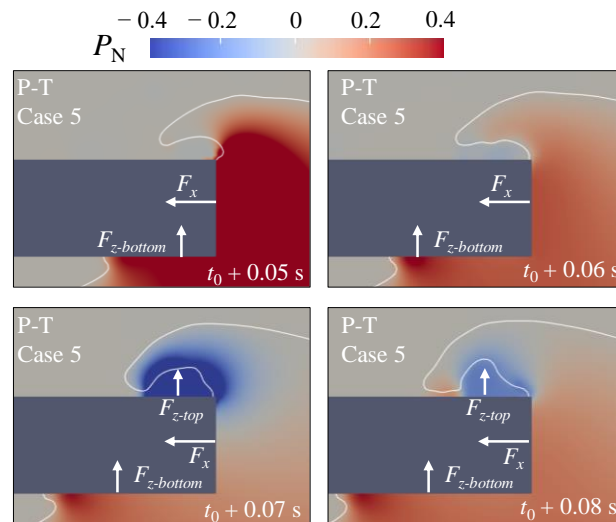 − 0.4 − 0.2 0 0.2 0.4
P_N
P-T
Case 5
F_x
F_z-bottom
t_0 + 0.05 s
P-T
Case 5
F_x
F_z-bottom
t_0 + 0.06 s
P-T
Case 5
F_z-top
F_x
F_z-bottom
t_0 + 0.07 s
P-T
Case 5
F_z-top
F_x
F_z-bottom
t_0 + 0.08 s